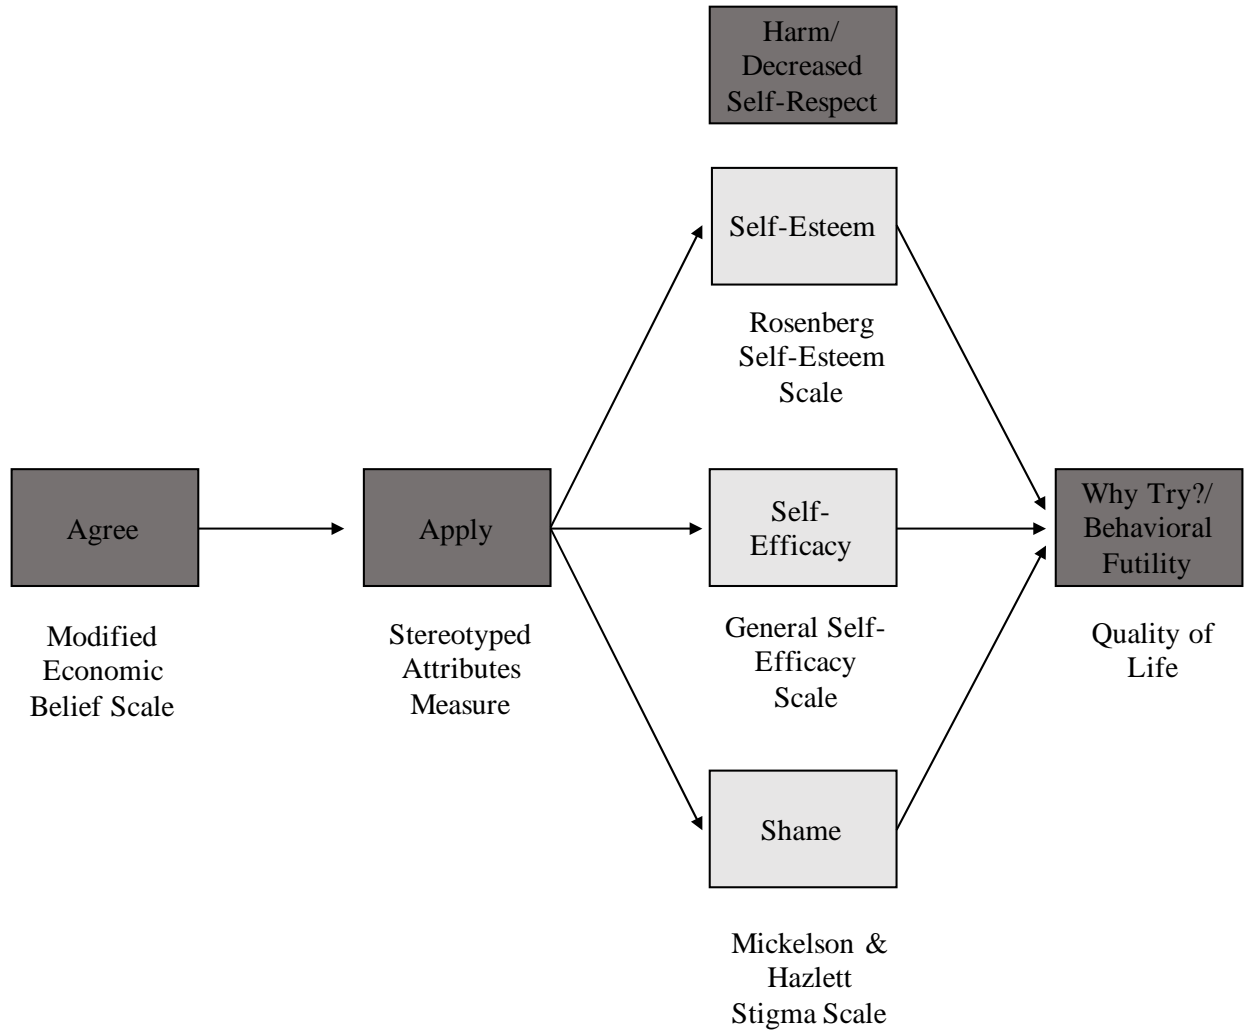 Harm/
Decreased
Self-Respect
Self-Esteem
Rosenberg
Self-Esteem
Scale
Agree
Modified
Economic
Belief Scale
Apply
Stereotyped
Attributes
Measure
Self-
Efficacy
General Self-
Efficacy
Scale
Why Try?/
Behavioral
Futility
Quality of
Life
Shame
Mickelson &
Hazlett
Stigma Scale